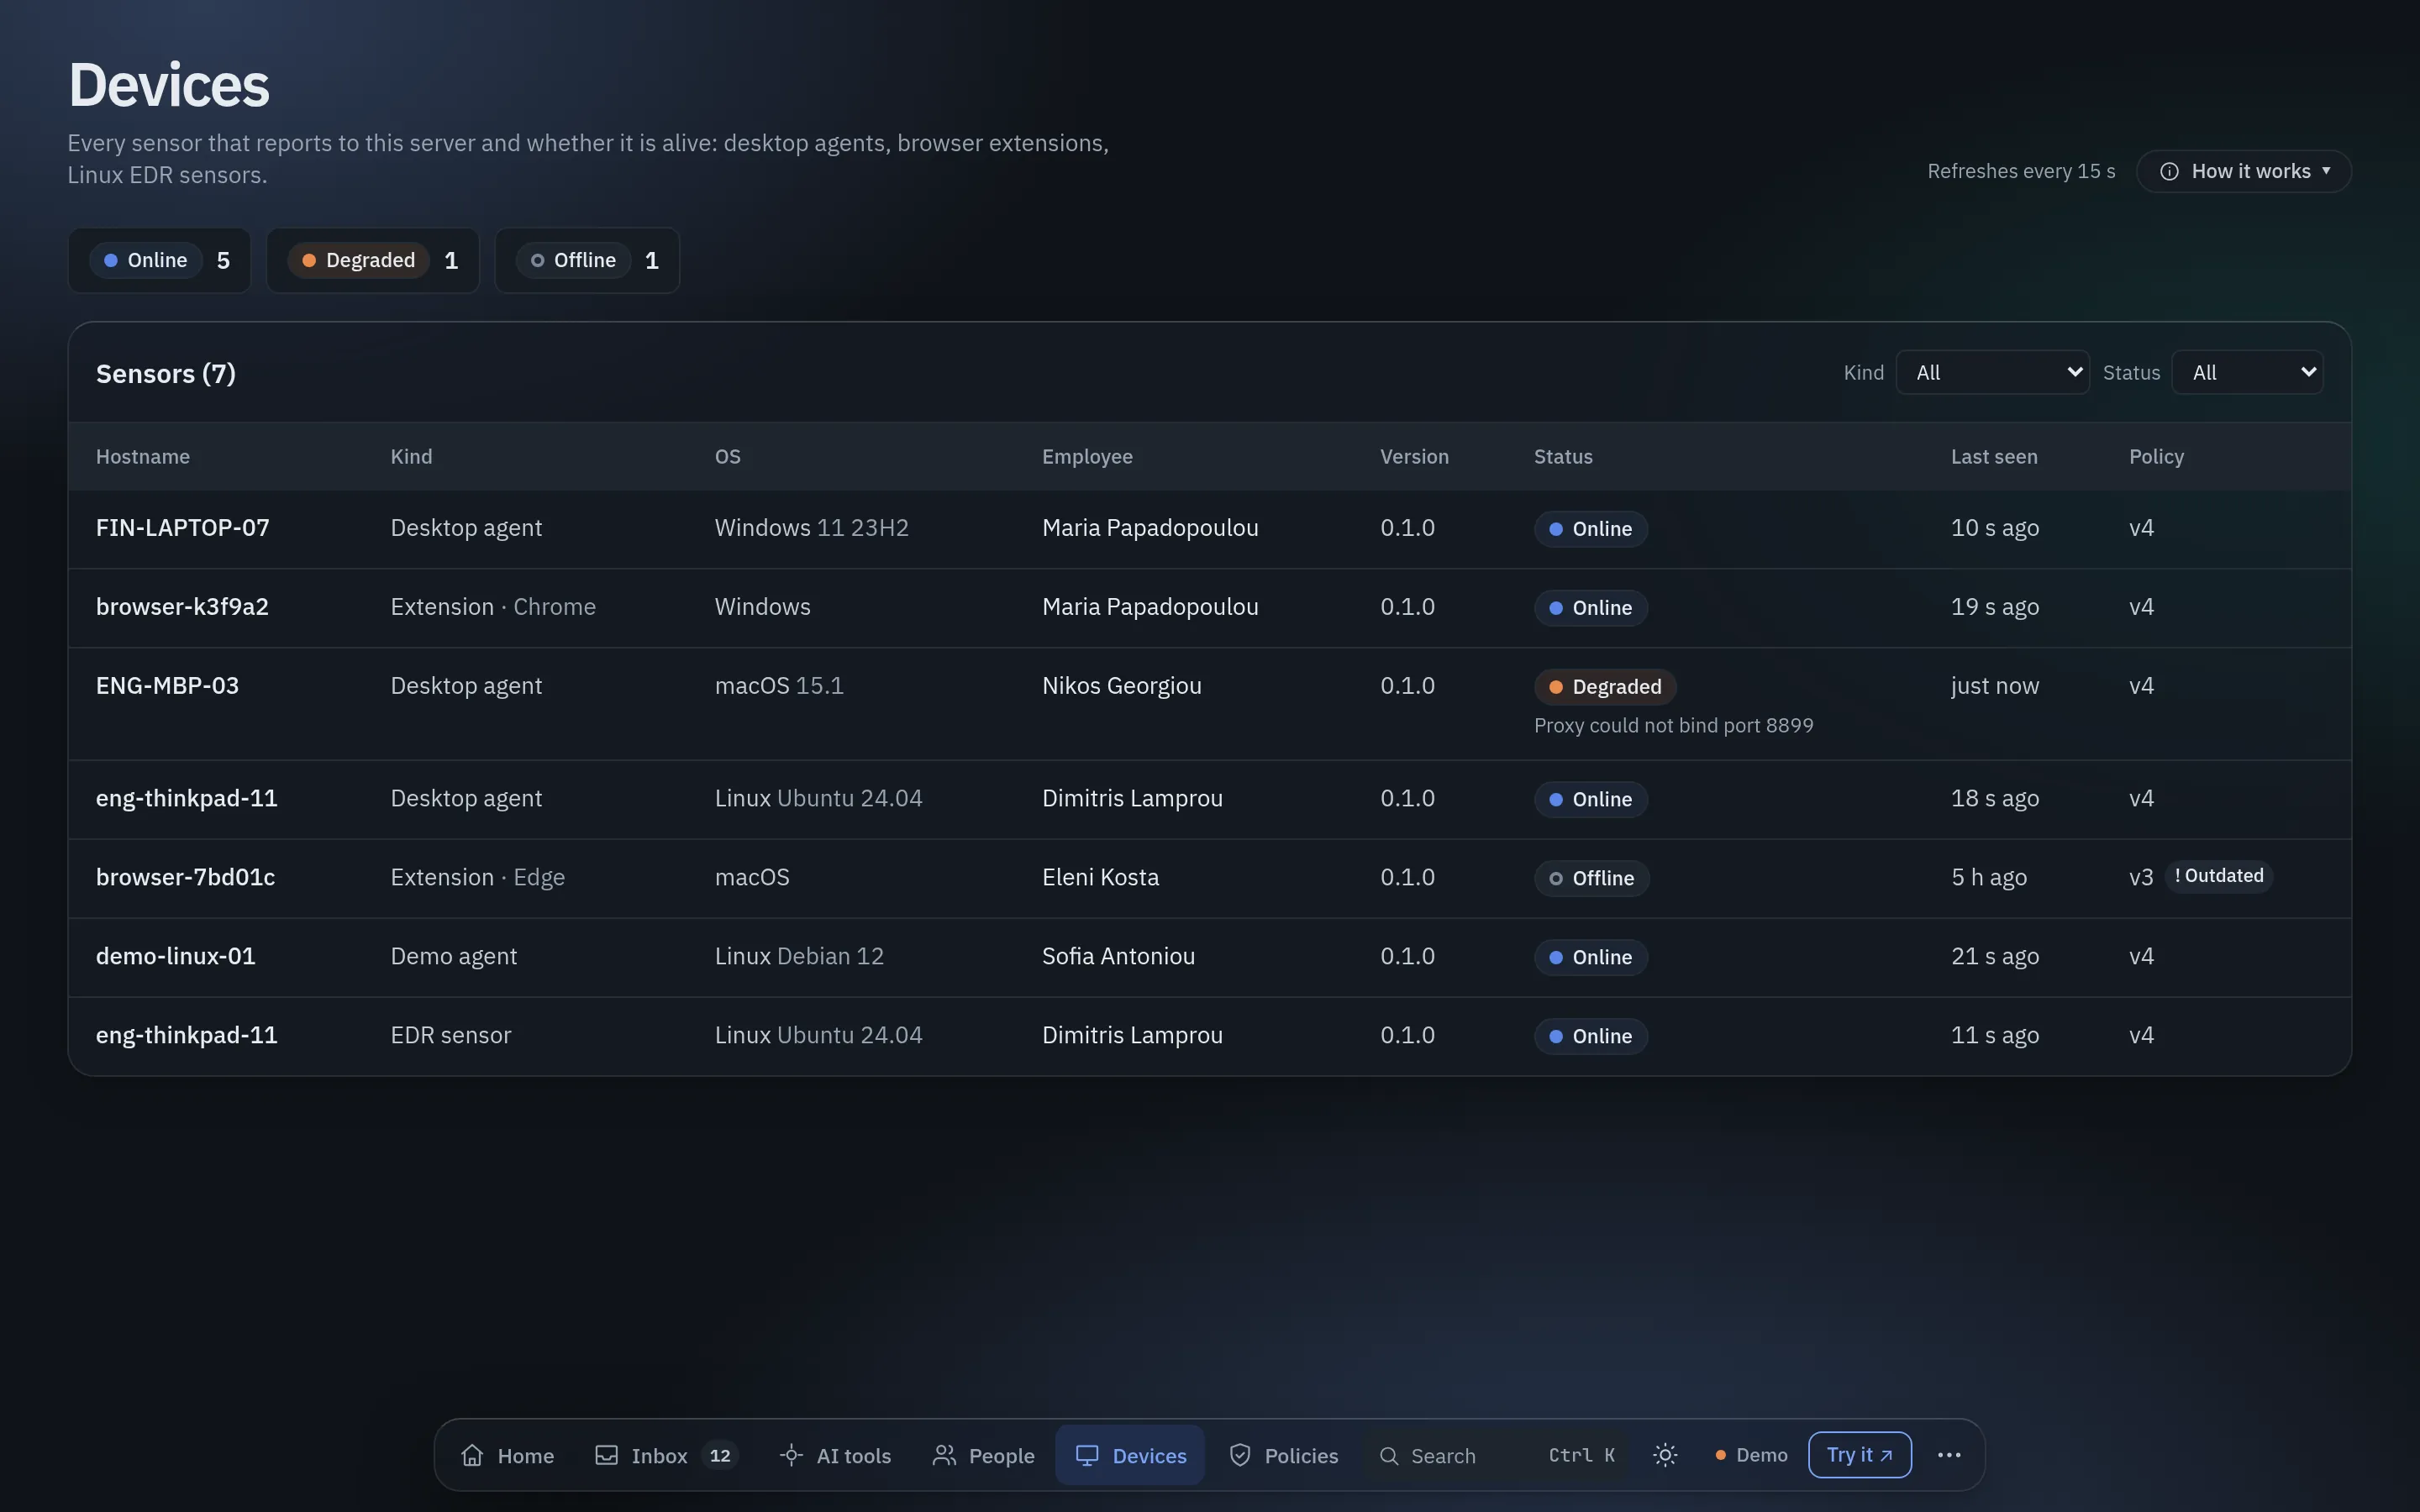 Devices
Every sensor that reports to this server and whether it is alive: desktop agents, browser extensions,
Linux EDR sensors.
Refreshes every 15 s How it works
Online 5 Degraded 1 Offline 1
Sensors (7) Kind All Status All
Hostname Kind OS Employee Version Status Last seen Policy
FIN-LAPTOP-07 Desktop agent Windows 11 23H2 Maria Papadopoulou 0.1.0 Online 10 s ago v4
browser-k3f9a2 Extension · Chrome Windows Maria Papadopoulou 0.1.0 Online 19 s ago v4
ENG-MBP-03 Desktop agent macOS 15.1 Nikos Georgiou 0.1.0 Degraded just now v4
Proxy could not bind port 8899
eng-thinkpad-11 Desktop agent Linux Ubuntu 24.04 Dimitris Lamprou 0.1.0 Online 18 s ago v4
browser-7bd01c Extension · Edge macOS Eleni Kosta 0.1.0 Offline 5 h ago v3 ! Outdated
demo-linux-01 Demo agent Linux Debian 12 Sofia Antoniou 0.1.0 Online 21 s ago v4
eng-thinkpad-11 EDR sensor Linux Ubuntu 24.04 Dimitris Lamprou 0.1.0 Online 11 s ago v4
Home Inbox 12 AI tools People Devices Policies Search Ctrl K Demo Try it ↗